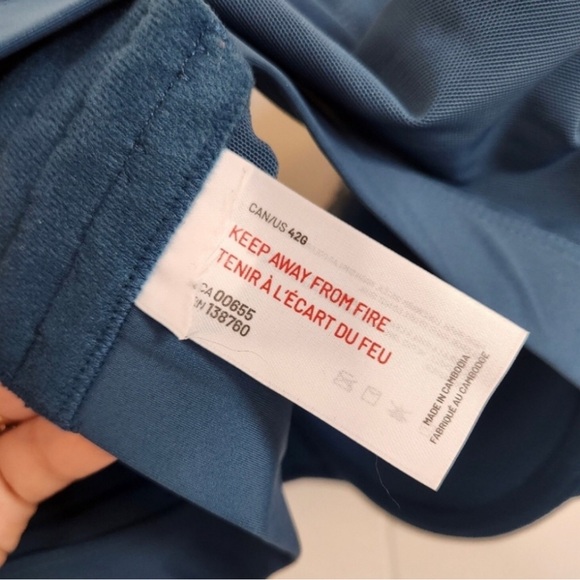 CAN/US 42G
KEEP AWAY FROM FIRE
TENIR À L'ÉCART DU FEU
CA 00655
RN 138760
MADE IN CAMBODIA
FABRIQUÉ AU CAMBODGE